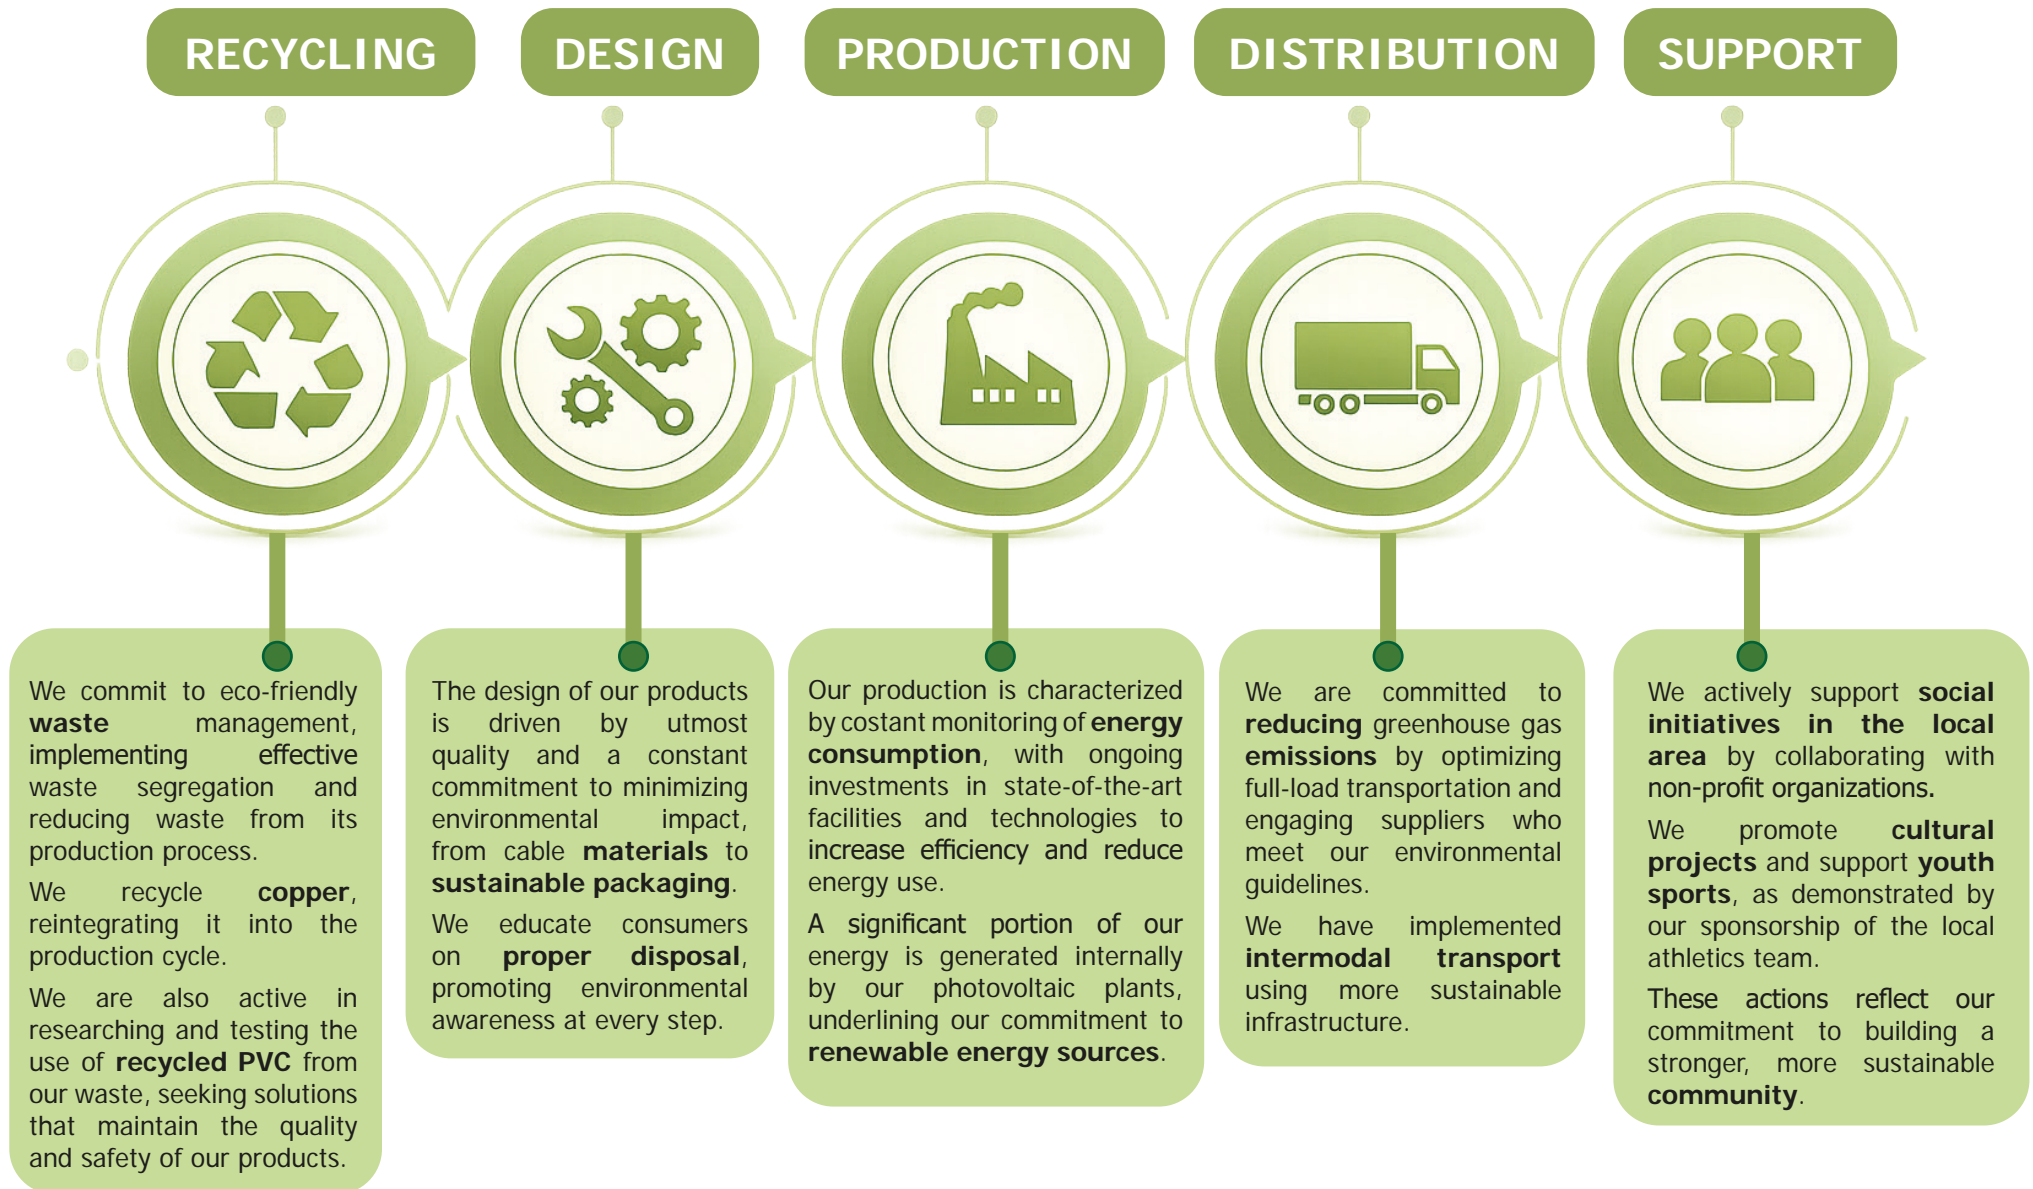 RECYCLING
DESIGN
PRODUCTION
DISTRIBUTION
SUPPORT
We commit to eco-friendly
waste management,
implementing effective
waste segregation and
reducing waste from its
production process.
We recycle copper,
reintegrating it into the
production cycle.
We are also active in
researching and testing the
use of recycled PVC from
our waste, seeking solutions
that maintain the quality
and safety of our products.
The design of our products
is driven by utmost
quality and a constant
commitment to minimizing
environmental impact,
from cable materials to
sustainable packaging.
We educate consumers
on proper disposal,
promoting environmental
awareness at every step.
Our production is characterized
by costant monitoring of energy
consumption, with ongoing
investments in state-of-the-art
facilities and technologies to
increase efficiency and reduce
energy use.
A significant portion of our
energy is generated internally
by our photovoltaic plants,
underlining our commitment to
renewable energy sources.
We are committed to
reducing greenhouse gas
emissions by optimizing
full-load transportation and
engaging suppliers who
meet our environmental
guidelines.
We have implemented
intermodal transport
using more sustainable
infrastructure.
We actively support social
initiatives in the local
area by collaborating with
non-profit organizations.
We promote cultural
projects and support youth
sports, as demonstrated by
our sponsorship of the local
athletics team.
These actions reflect our
commitment to building a
stronger, more sustainable
community.